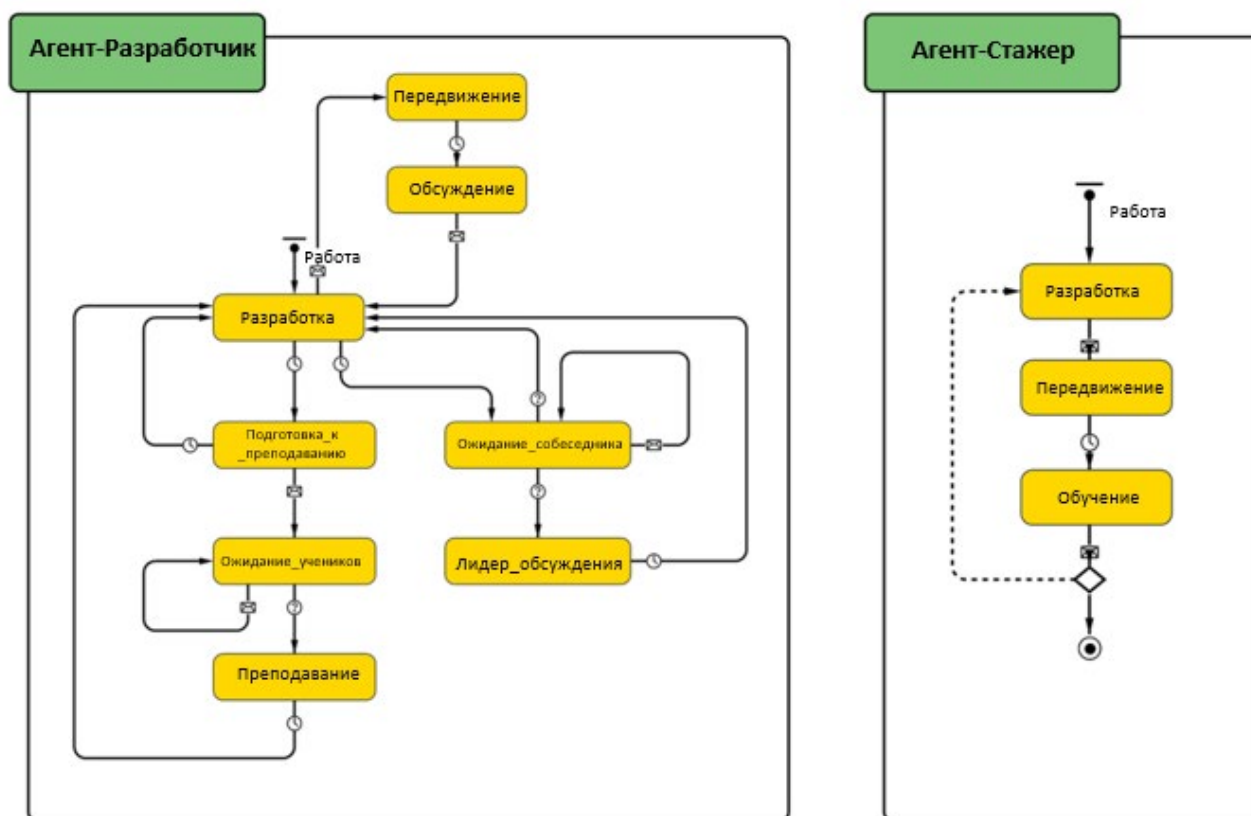 Агент-Разработчик
Передвижение
Обсуждение
Работа
Разработка
Подготовка_к
_преподаванию
Ожидание_собеседника
Ожидание_учеников
Лидер_обсуждения
Преподавание
Агент-Стажер
Работа
Разработка
Передвижение
Обучение